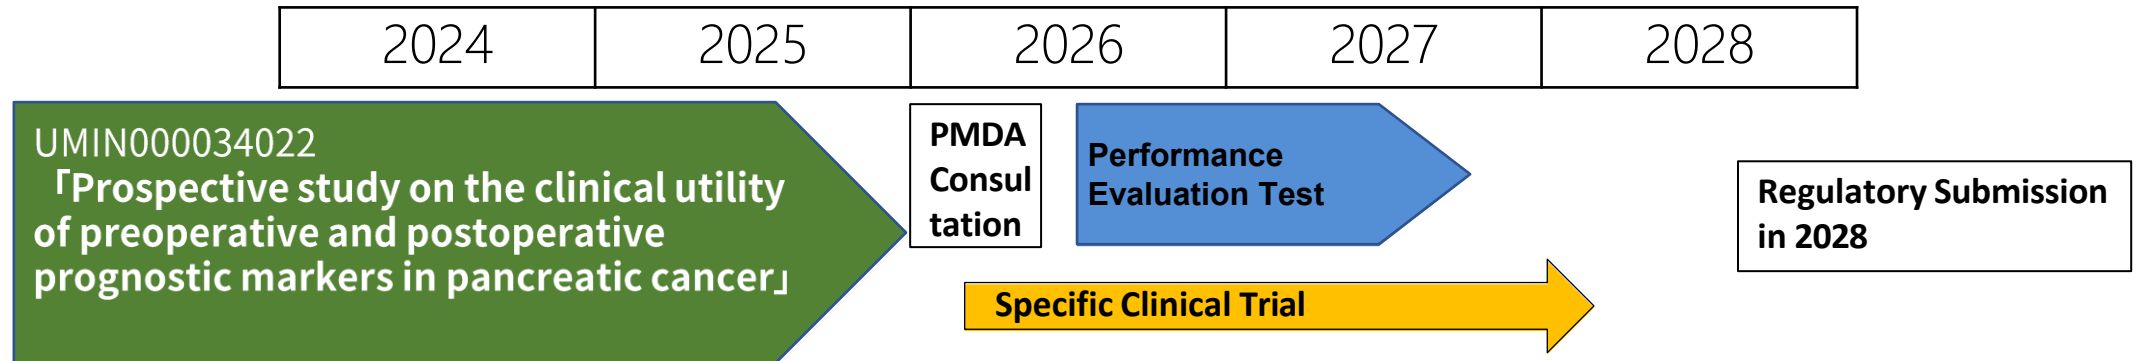 2024 2025 2026 2027 2028
UMIN000034022
「Prospective study on the clinical utility
of preoperative and postoperative
prognostic markers in pancreatic cancer」
PMDA
Consul
tation
Performance
Evaluation Test
Specific Clinical Trial
Regulatory Submission
in 2028